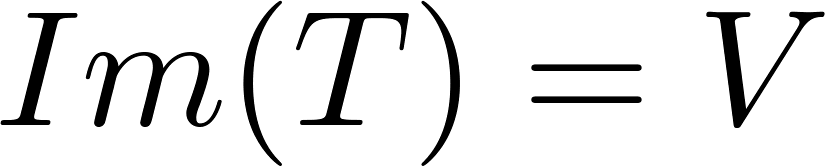 Im(T) = V